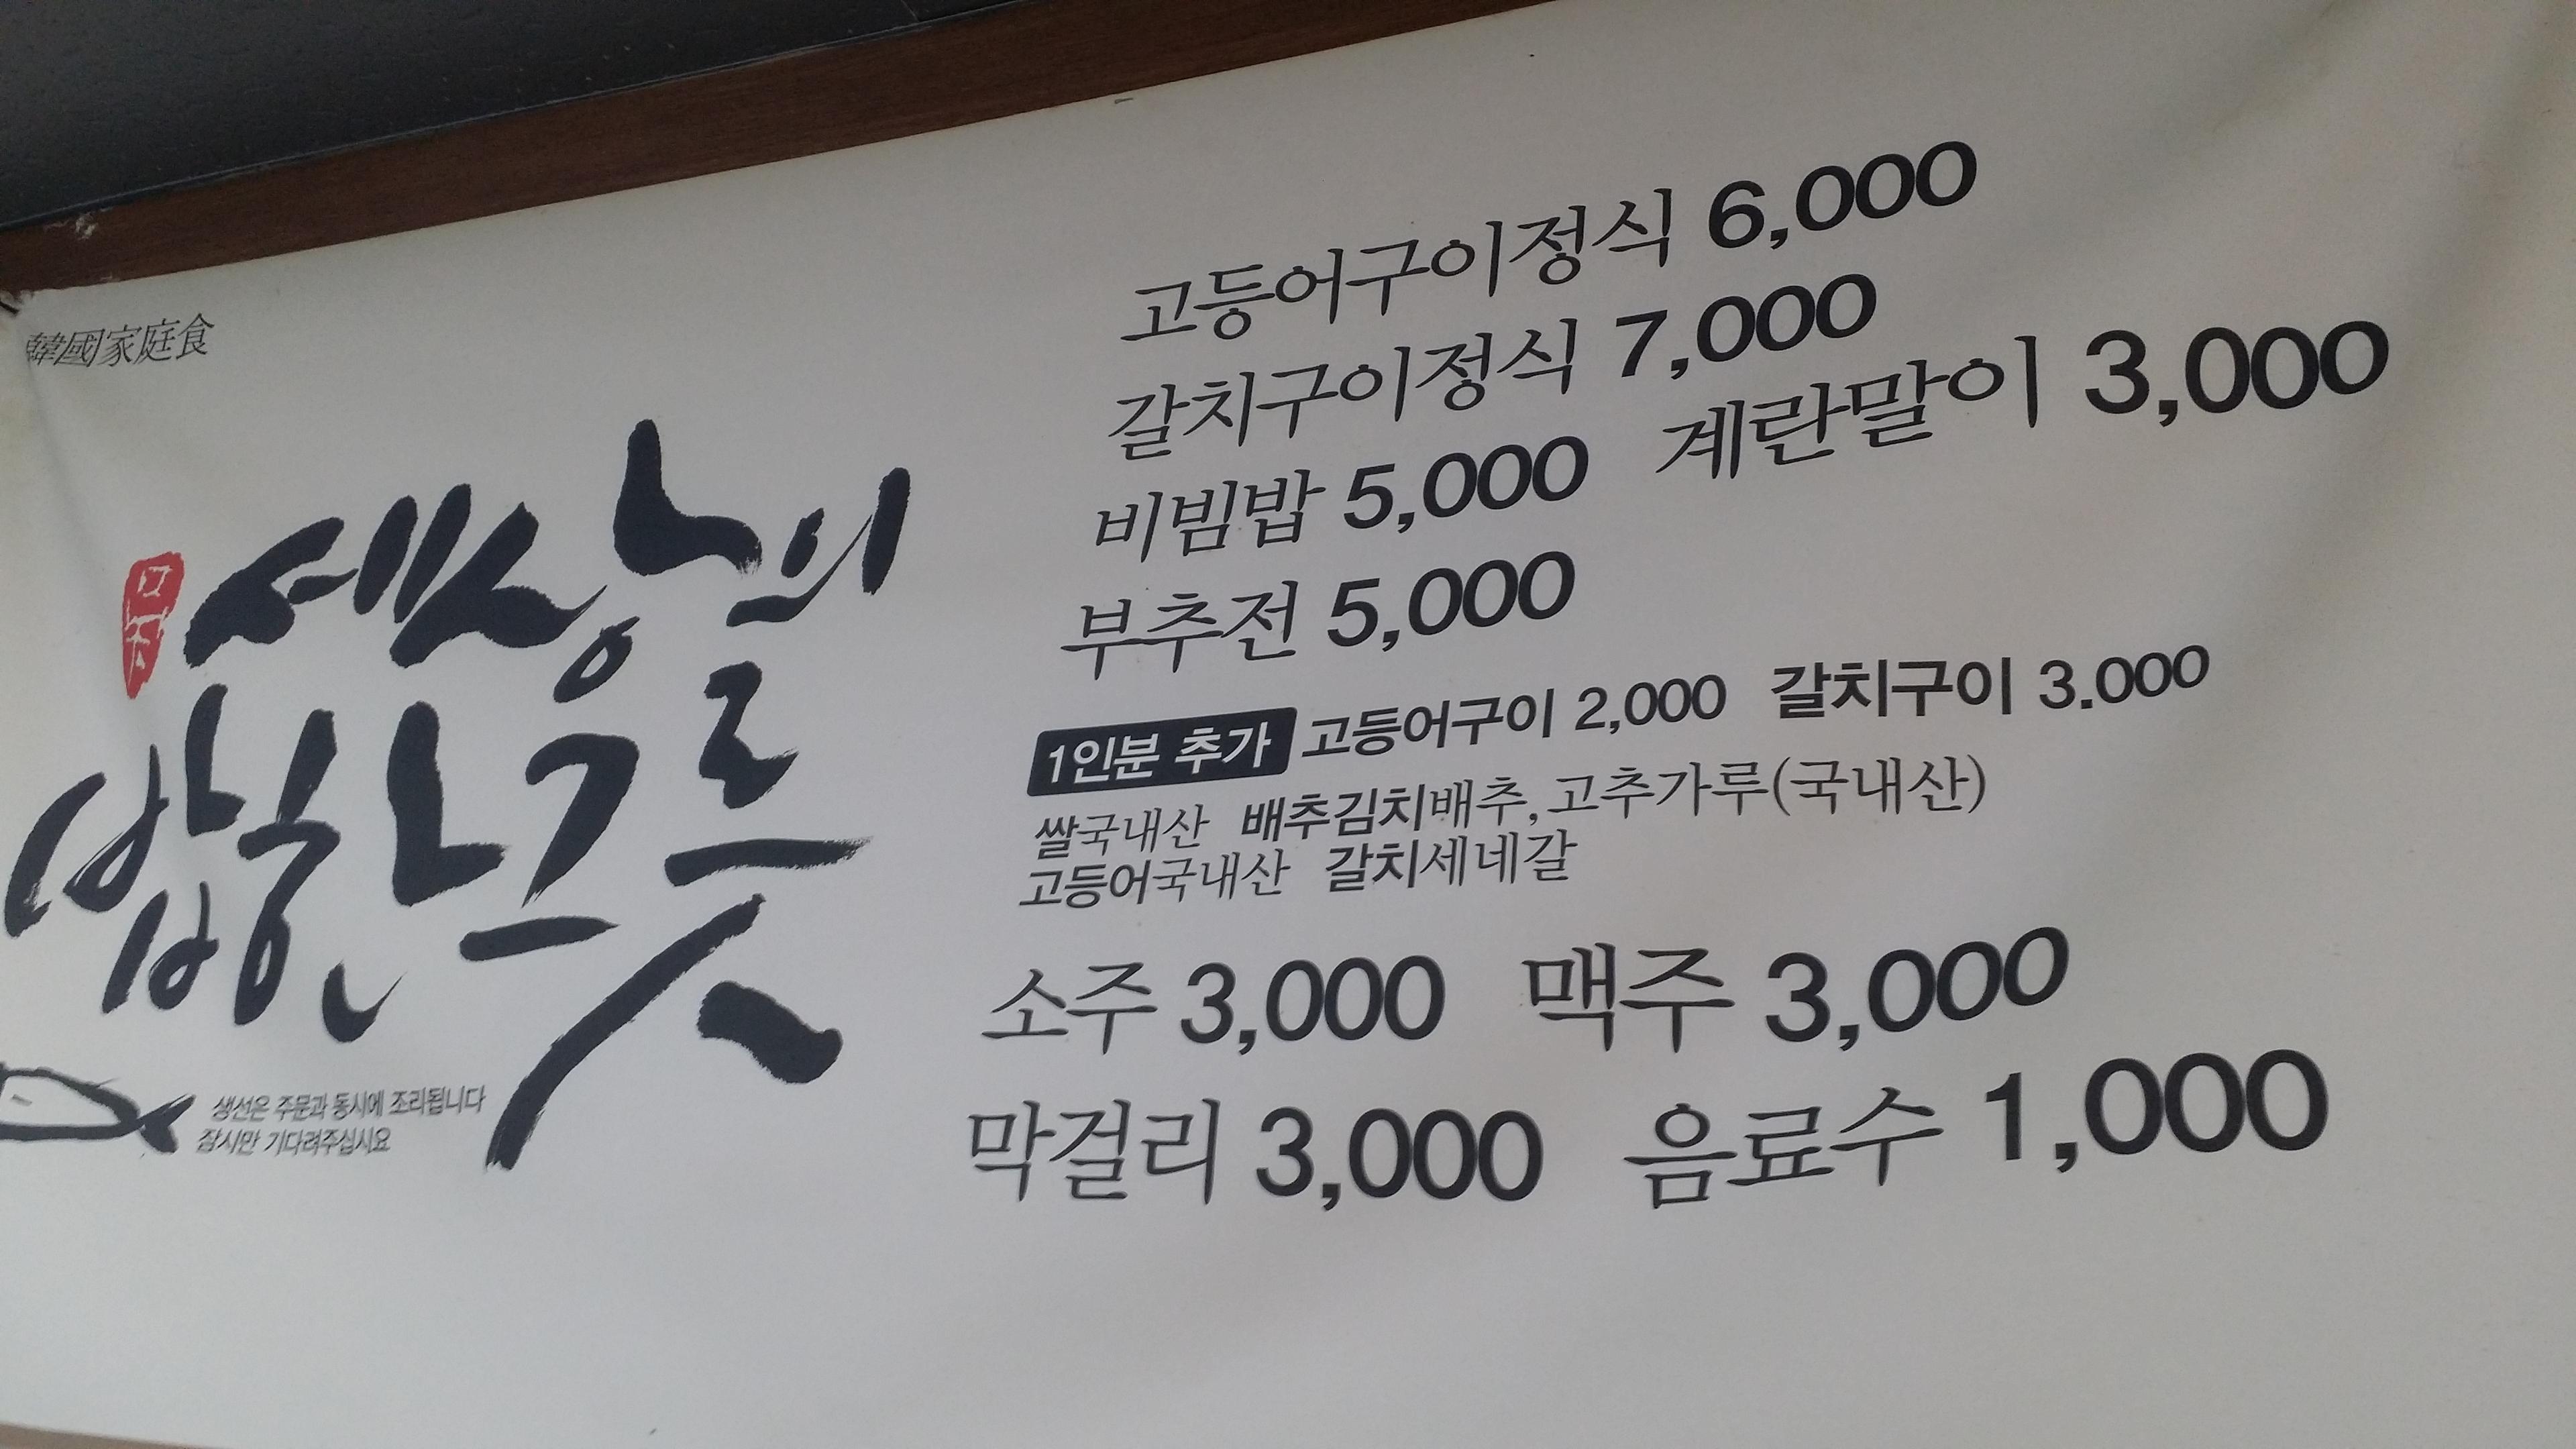 韓國家庭食
세상의
밥한그릇
생선은 주문과 동시에 조리됩니다
잠시만 기다려주십시요
고등어구이정식 6,000
갈치구이정식 7,000
비빔밥 5,000 계란말이 3,000
부추전 5,000
1인분 추가 고등어구이 2,000 갈치구이 3.000
쌀국내산 배추김치배추,고추가루(국내산)
고등어국내산 갈치세네갈
소주 3,000 맥주 3,000
막걸리 3,000 음료수 1,000